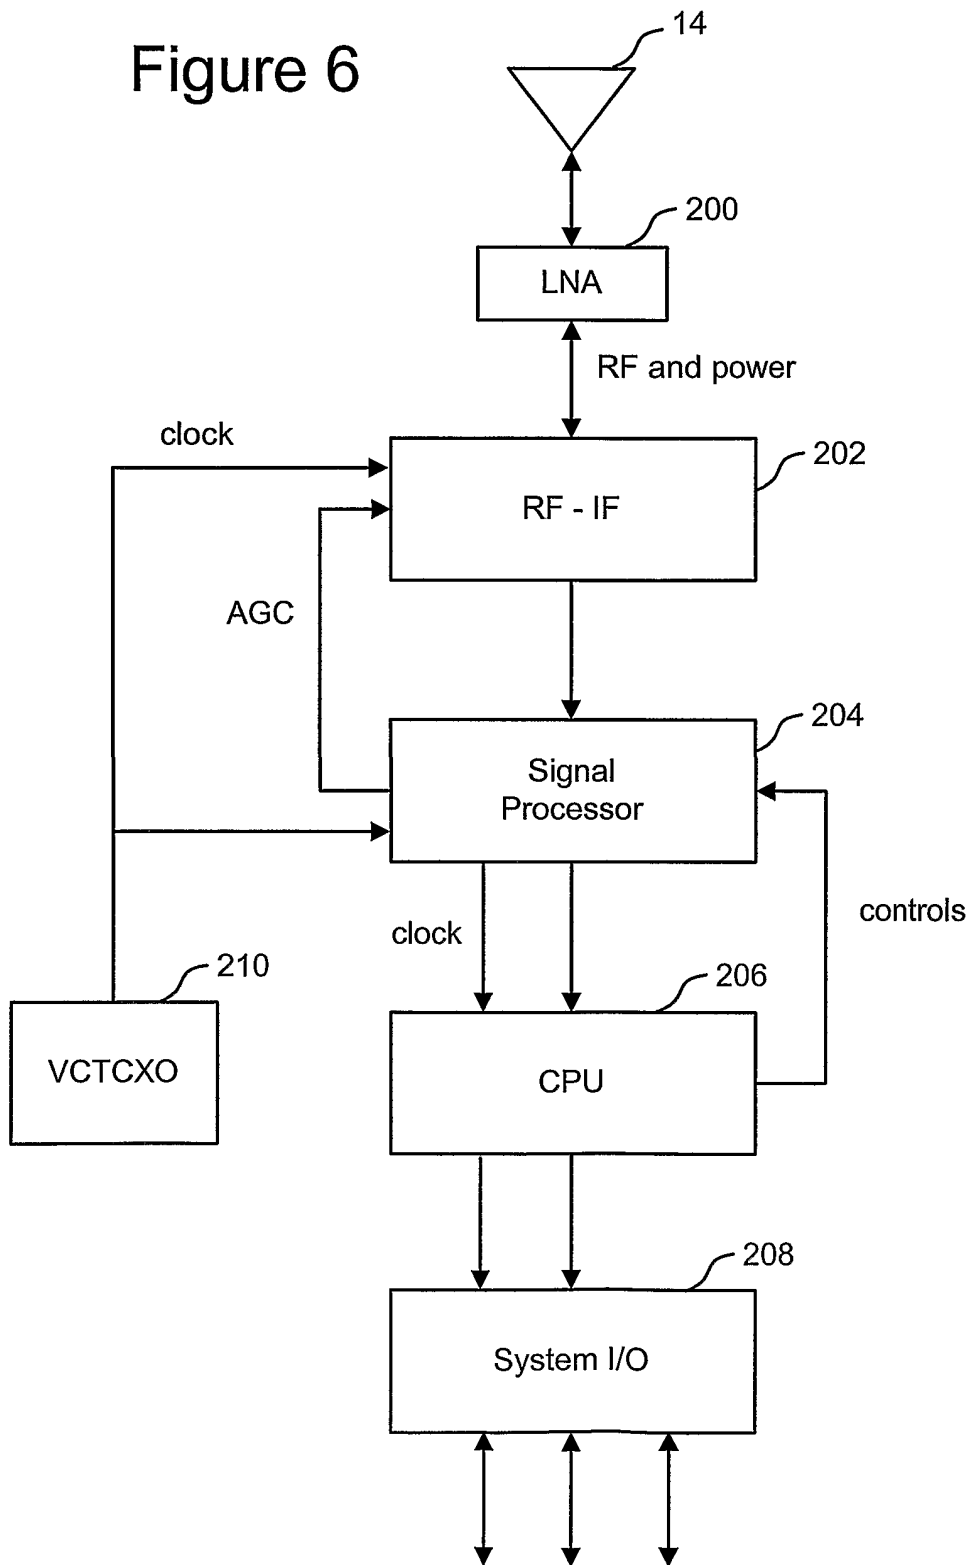 Figure 6
14
200
LNA
RF and power
clock
202
RF - IF
AGC
204
Signal
Processor
controls
clock
210
206
VCTCXO
CPU
208
System I/O